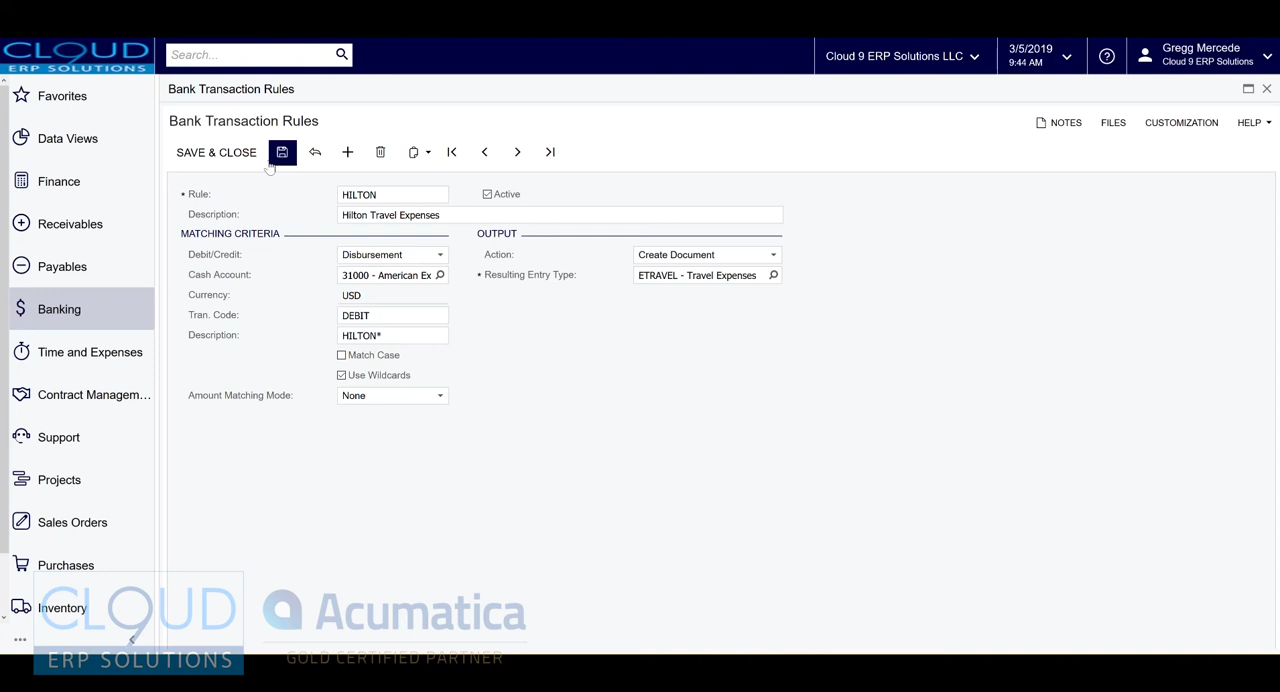 CLOUD
ERP SOLUTIONS
Search...
Cloud 9 ERP Solutions LLC
3/5/2019
9:44 AM
Gregg Mercede
Cloud 9 ERP Solutions
Favorites
Data Views
Finance
Receivables
Payables
Banking
Time and Expenses
Contract Managem...
Support
Projects
Sales Orders
Purchases
Inventory
Bank Transaction Rules
Bank Transaction Rules
NOTES
FILES
CUSTOMIZATION
HELP
SAVE & CLOSE
Rule: HILTON
Active
Description: Hilton Travel Expenses
MATCHING CRITERIA
Debit/Credit: Disbursement
Cash Account: 31000 - American Ex
Currency: USD
Tran. Code: DEBIT
Description: HILTON*
Match Case
Use Wildcards
Amount Matching Mode: None
OUTPUT
Action: Create Document
Resulting Entry Type: ETRAVEL - Travel Expenses
CL9UD
ERP SOLUTIONS
Acumatica
GOLD CERTIFIED PARTNER